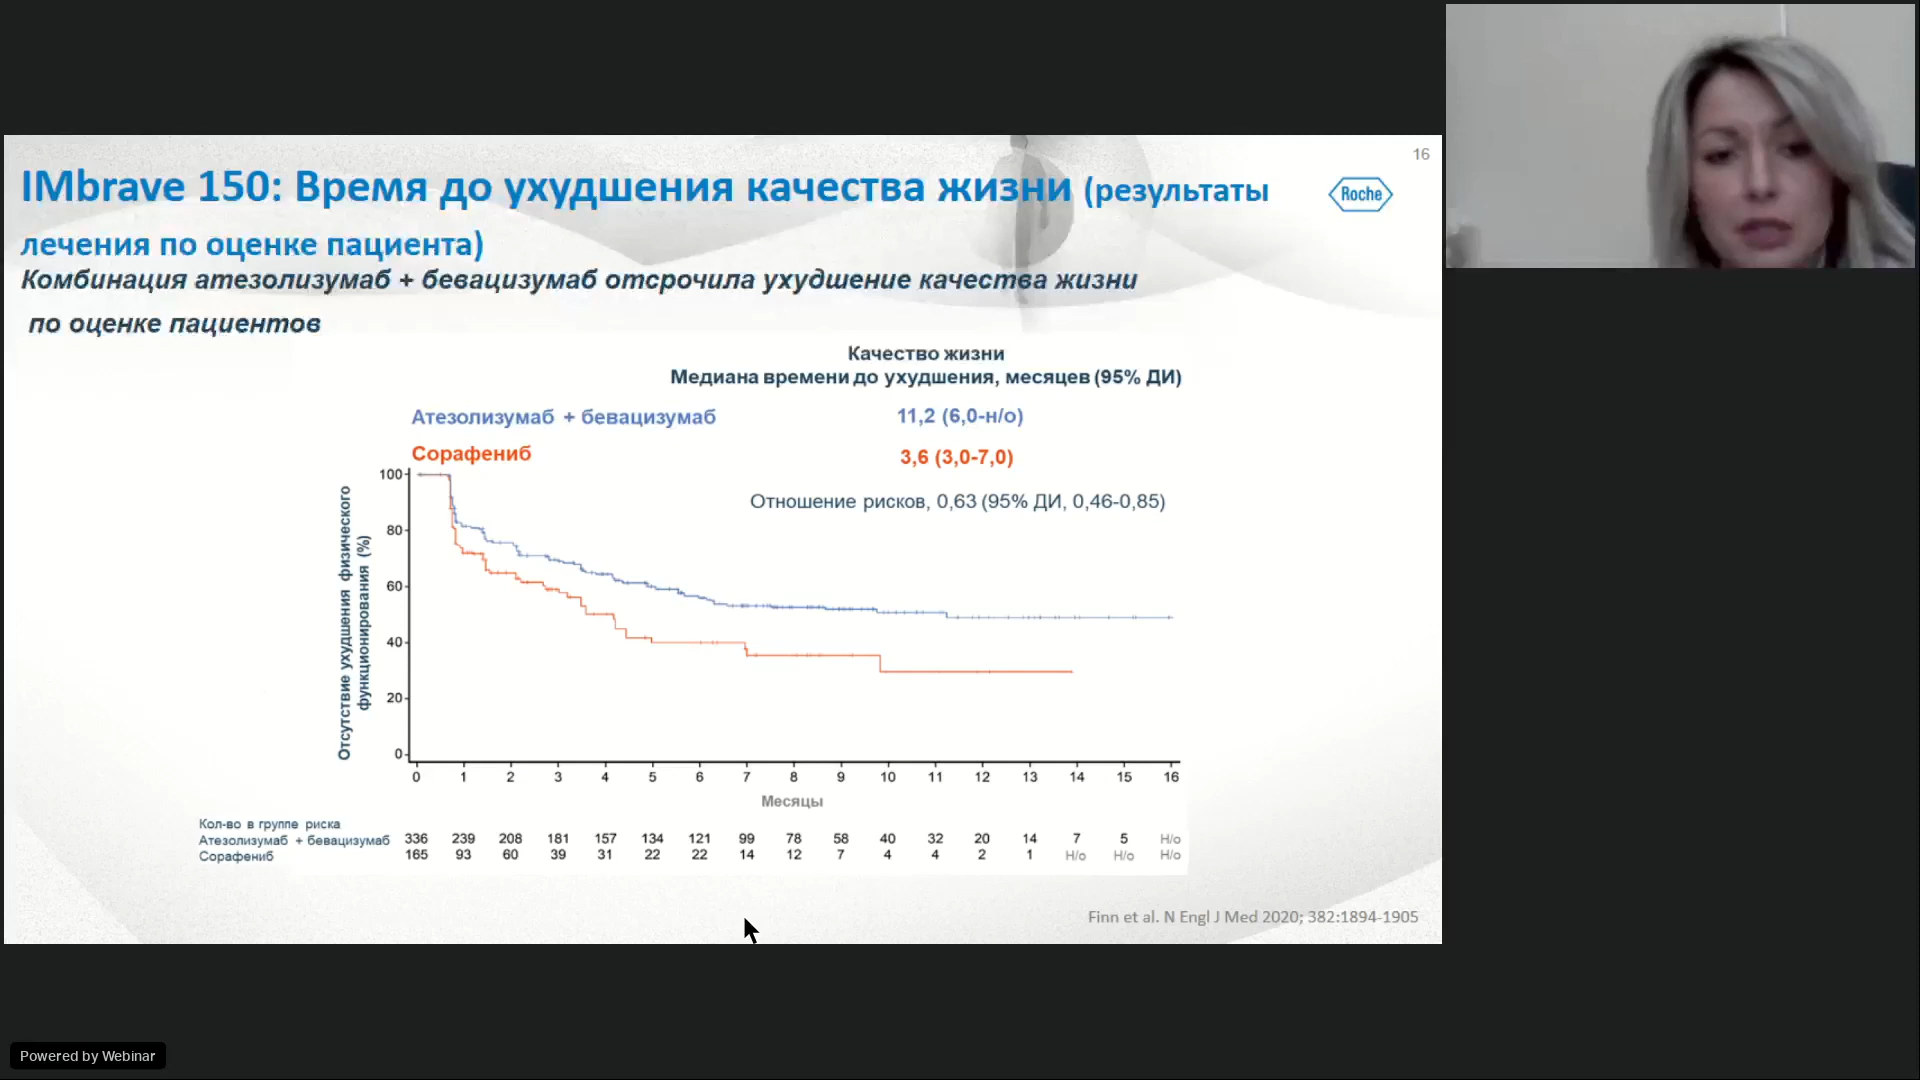 16
IMbrave 150: Время до ухудшения качества жизни (результаты
лечения по оценке пациента)
Roche
Комбинация атезолизумаб + бевацизумаб отсрочила ухудшение качества жизни
по оценке пациентов
Качество жизни
Медиана времени до ухудшения, месяцев (95% ДИ)
Атезолизумаб + бевацизумаб 11,2 (6,0-н/о)
Сорафениб 3,6 (3,0-7,0)
Отношение рисков, 0,63 (95% ДИ, 0,46-0,85)
Отсутствие ухудшения физического
функционирования (%)
100
80
60
40
20
0
0 1 2 3 4 5 6 7 8 9 10 11 12 13 14 15 16
Месяцы
Кол-во в группе риска
Атезолизумаб + бевацизумаб 336 239 208 181 157 134 121 99 78 58 40 32 20 14 7 5 Н/о
Сорафениб 165 93 60 39 31 22 22 14 12 7 4 4 2 1 Н/о Н/о Н/о
Finn et al. N Engl J Med 2020; 382:1894-1905
Powered by Webinar